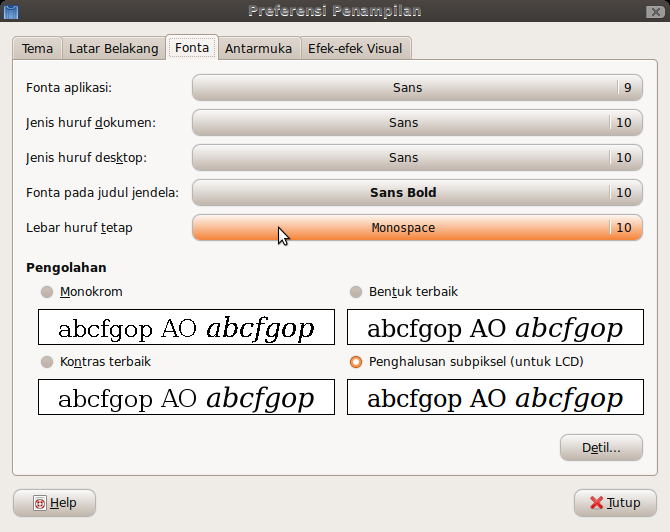 Preferensi Penampilan
Tema Latar Belakang Fonta Antarmuka Efek-efek Visual
Fonta aplikasi: Sans 9
Jenis huruf dokumen: Sans 10
Jenis huruf desktop: Sans 10
Fonta pada judul jendela: Sans Bold 10
Lebar huruf tetap Monospace 10
Pengolahan
Monokrom Bentuk terbaik
abcfgop AO abcfgop abcfgop AO abcfgop
Kontras terbaik Penghalusan subpiksel (untuk LCD)
abcfgop AO abcfgop abcfgop AO abcfgop
Detil...
Help Tutup